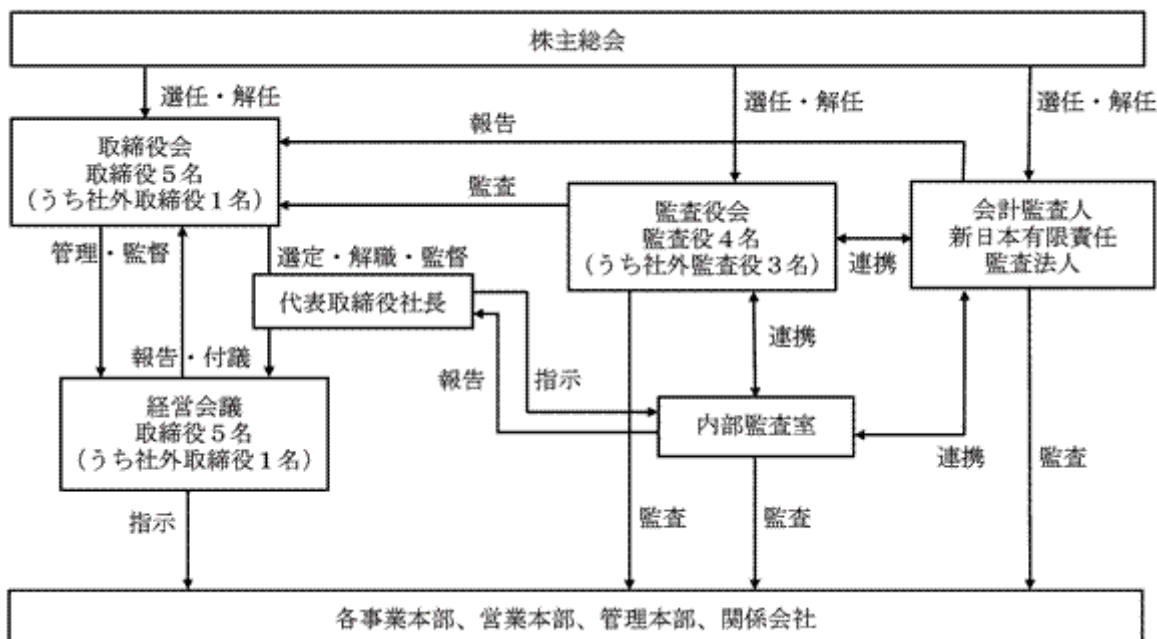 株主総会
選任・解任
選任・解任
選任・解任
報告
取締役会
取締役5名
(うち社外取締役1名)
監査
監査役会
監査役4名
(うち社外監査役3名)
会計監査人
新日本有限責任
監査法人
連携
管理・監督
選定・解職・監督
代表取締役社長
連携
報告・付議
報告
指示
経営会議
取締役5名
(うち社外取締役1名)
内部監査室
連携
監査
指示
監査
監査
各事業本部、営業本部、管理本部、関係会社